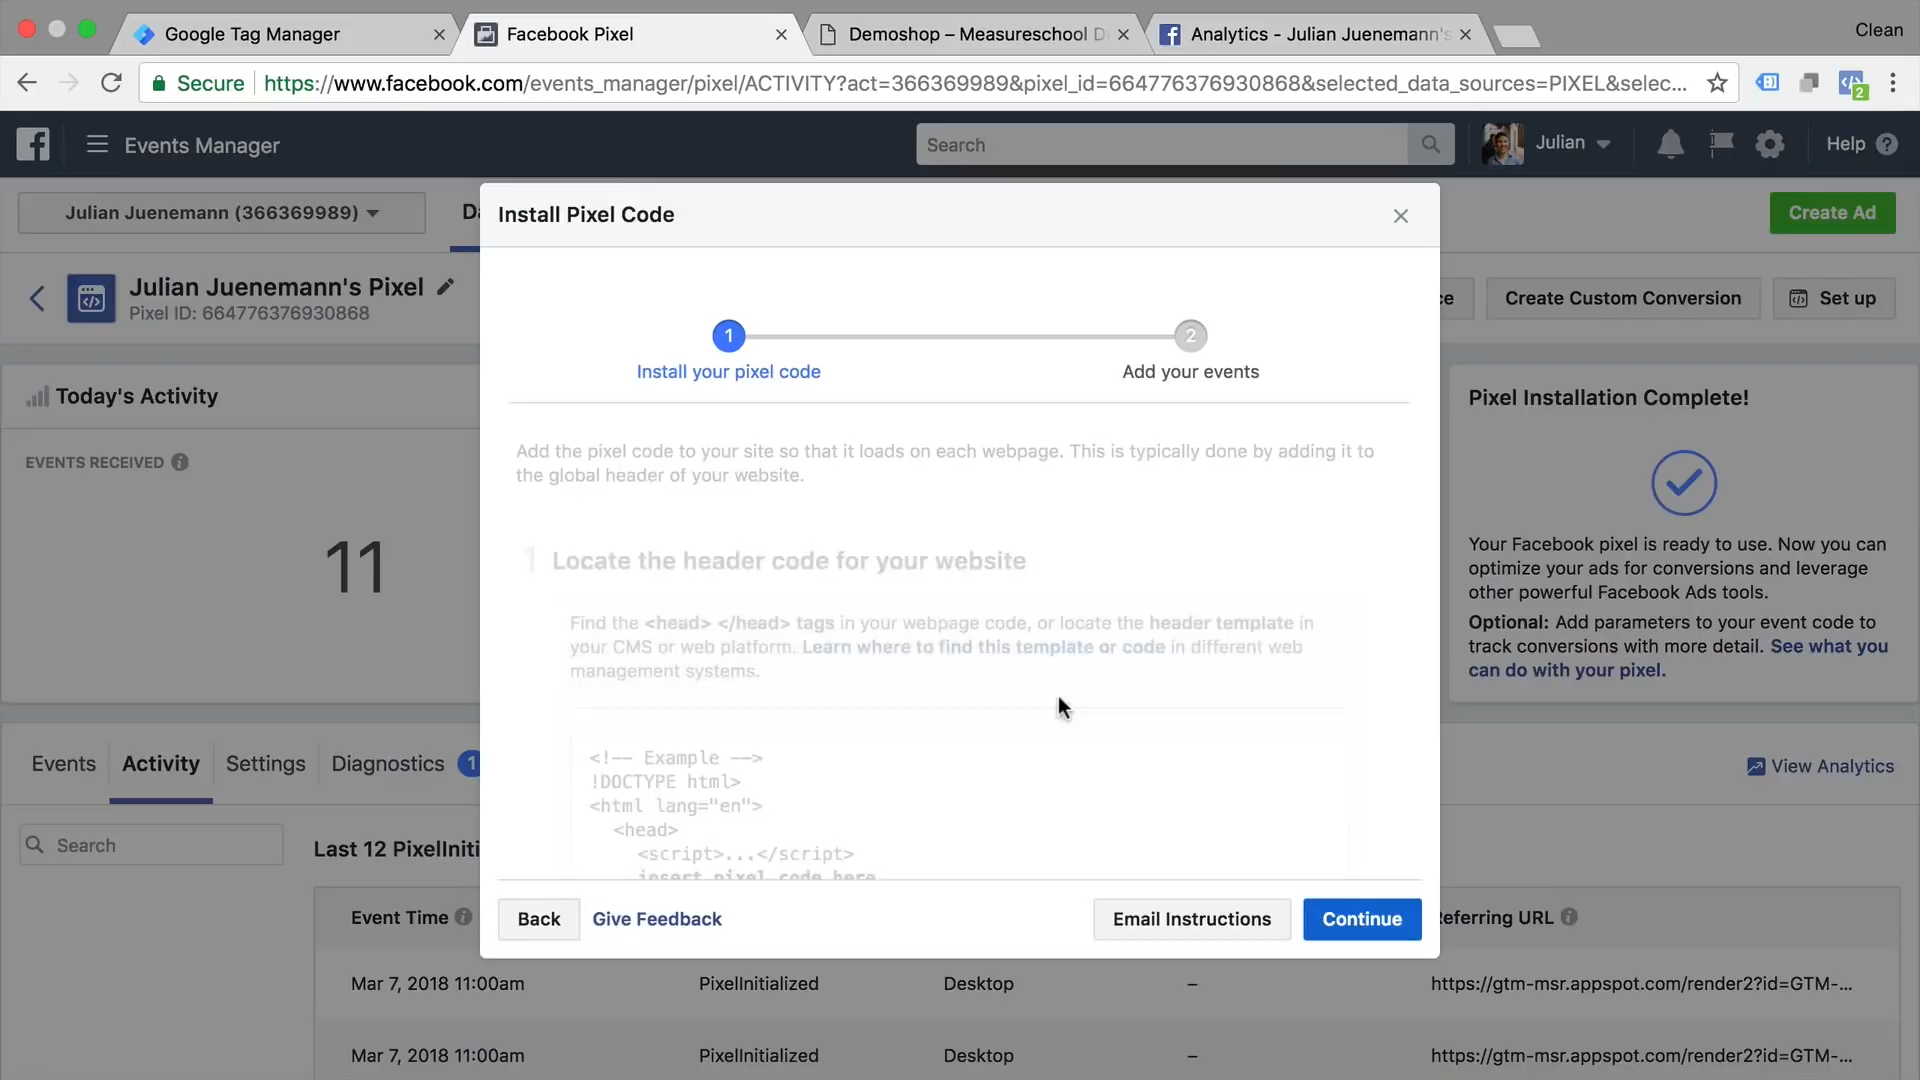 Google Tag Manager
Facebook Pixel
Demoshop – Measureschool D
Analytics - Julian Juenemann's
Clean
Secure
https://www.facebook.com/events_manager/pixel/ACTIVITY?act=366369989&pixel_id=664776376930868&selected_data_sources=PIXEL&selec...
2
Events Manager
Search
Julian
Help
Julian Juenemann (366369989)
Da
Create Ad
Julian Juenemann's Pixel
Pixel ID: 664776376930868
ce
Create Custom Conversion
Set up
Install Pixel Code
1
2
Install your pixel code
Add your events
Add the pixel code to your site so that it loads on each webpage. This is typically done by adding it to
the global header of your website.
1 Locate the header code for your website
Find the <head> </head> tags in your webpage code, or locate the header template in
your CMS or web platform. Learn where to find this template or code in different web
management systems.
<!-- Example -->
!DOCTYPE html>
<html lang="en">
<head>
<script>...</script>
insert pixel code here
Back
Give Feedback
Email Instructions
Continue
Today's Activity
EVENTS RECEIVED
11
Pixel Installation Complete!
Your Facebook pixel is ready to use. Now you can
optimize your ads for conversions and leverage
other powerful Facebook Ads tools.
Optional: Add parameters to your event code to
track conversions with more detail. See what you
can do with your pixel.
Events
Activity
Settings
Diagnostics
1
View Analytics
Search
Last 12 PixelIniti
Event Time
Referring URL
Mar 7, 2018 11:00am
PixelInitialized
Desktop
–
https://gtm-msr.appspot.com/render2?id=GTM-...
Mar 7, 2018 11:00am
PixelInitialized
Desktop
–
https://gtm-msr.appspot.com/render2?id=GTM-...